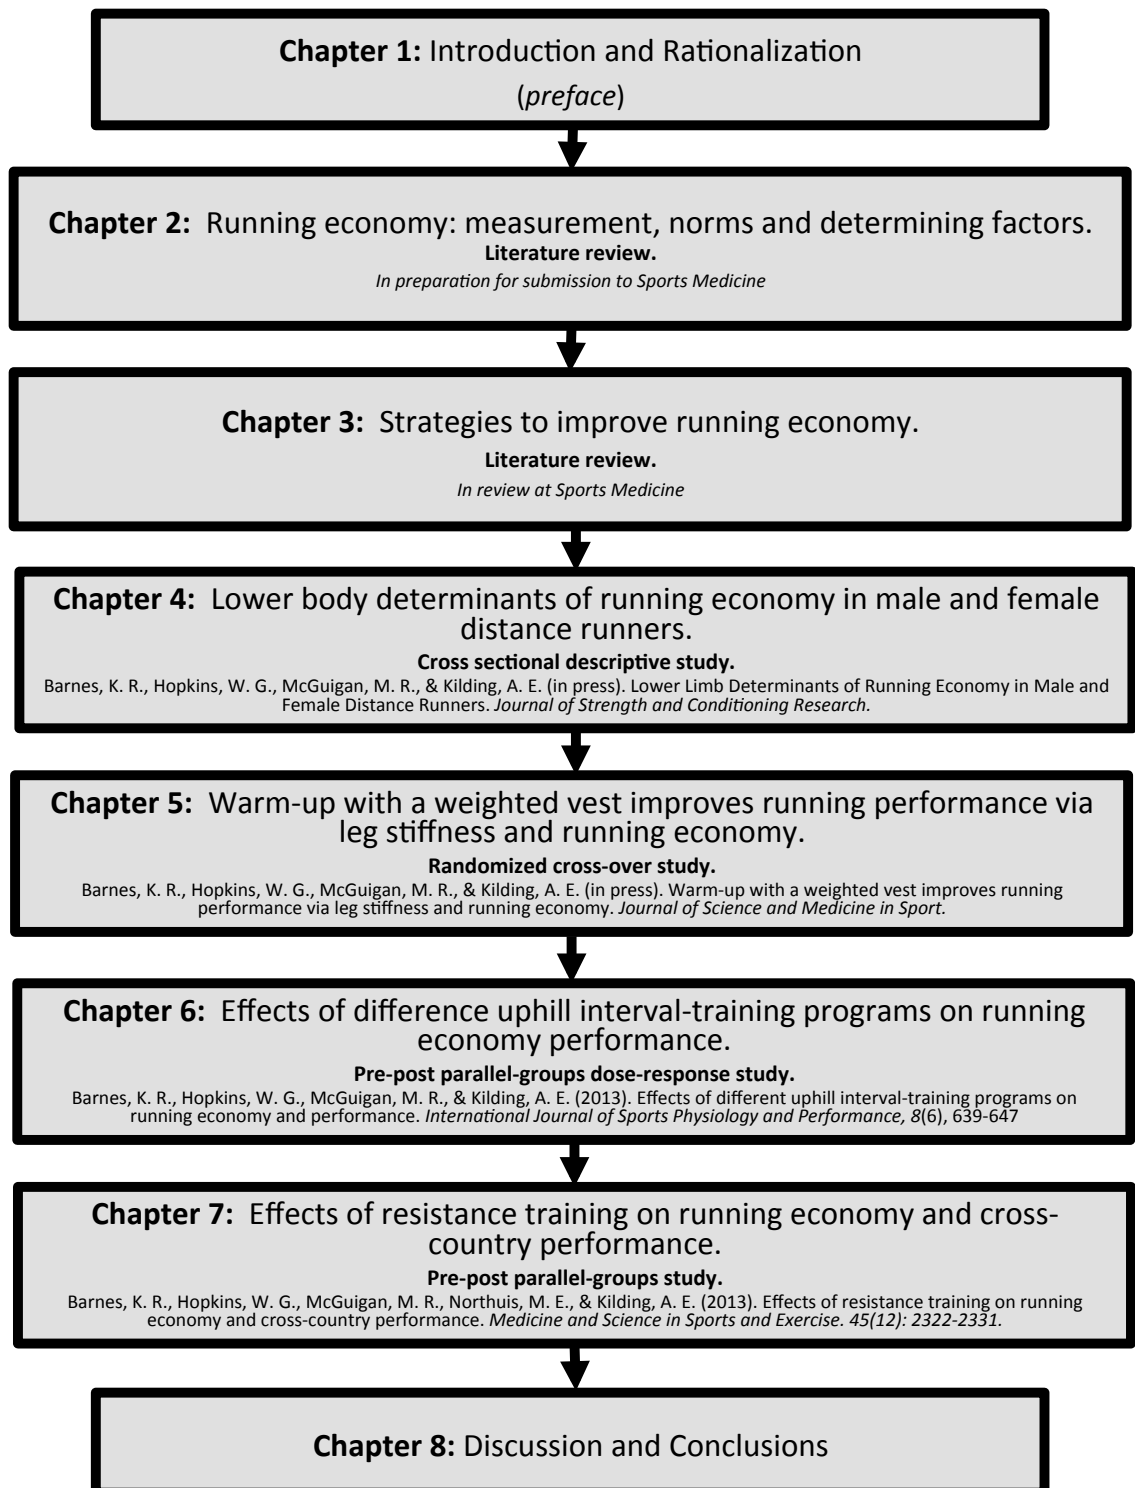 Chapter 1: Introduction and Rationalization
(preface)
Chapter 2: Running economy: measurement, norms and determining factors.
Literature review.
In preparation for submission to Sports Medicine
Chapter 3: Strategies to improve running economy.
Literature review.
In review at Sports Medicine
Chapter 4: Lower body determinants of running economy in male and female
distance runners.
Cross sectional descriptive study.
Barnes, K. R., Hopkins, W. G., McGuigan, M. R., & Kilding, A. E. (in press). Lower Limb Determinants of Running Economy in Male and
Female Distance Runners. Journal of Strength and Conditioning Research.
Chapter 5: Warm-up with a weighted vest improves running performance via
leg stiffness and running economy.
Randomized cross-over study.
Barnes, K. R., Hopkins, W. G., McGuigan, M. R., & Kilding, A. E. (in press). Warm-up with a weighted vest improves running
performance via leg stiffness and running economy. Journal of Science and Medicine in Sport.
Chapter 6: Effects of difference uphill interval-training programs on running
economy performance.
Pre-post parallel-groups dose-response study.
Barnes, K. R., Hopkins, W. G., McGuigan, M. R., & Kilding, A. E. (2013). Effects of different uphill interval-training programs on
running economy and performance. International Journal of Sports Physiology and Performance, 8(6), 639-647
Chapter 7: Effects of resistance training on running economy and cross-
country performance.
Pre-post parallel-groups study.
Barnes, K. R., Hopkins, W. G., McGuigan, M. R., Northuis, M. E., & Kilding, A. E. (2013). Effects of resistance training on running
economy and cross-country performance. Medicine and Science in Sports and Exercise. 45(12): 2322-2331.
Chapter 8: Discussion and Conclusions